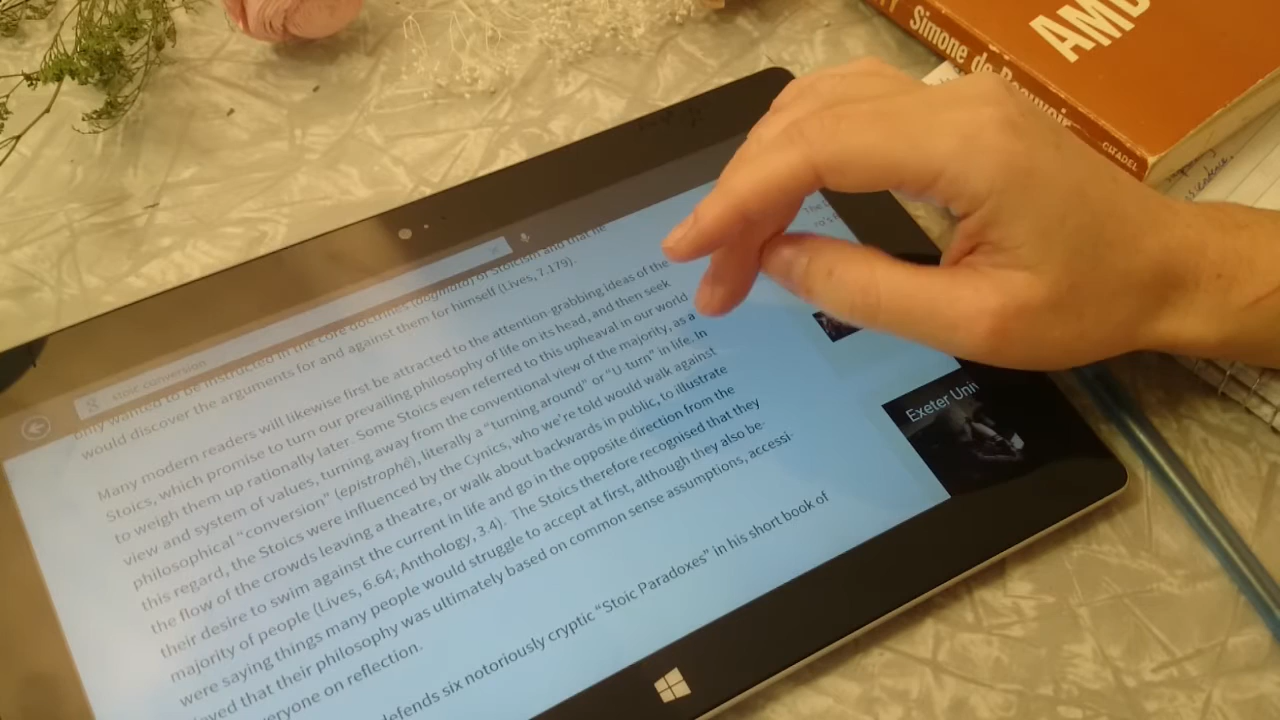 Simone de Beauvoir
AMB
CITADEL
stoic conversion
only wanted to be instructed in the core doctrines (dogmata) of Stoicism and that he
would discover the arguments for and against them for himself (Lives, 7.179).
Many modern readers will likewise first be attracted to the attention-grabbing ideas of the
Stoics, which promise to turn our prevailing philosophy of life on its head, and then seek
to weigh them up rationally later. Some Stoics even referred to this upheaval in our world
view and system of values, turning away from the conventional view of the majority, as a
philosophical “conversion” (epistrophê), literally a “turning around” or “U-turn” in life. In
this regard, the Stoics were influenced by the Cynics, who we’re told would walk against
the flow of the crowds leaving a theatre, or walk about backwards in public, to illustrate
their desire to swim against the current in life and go in the opposite direction from the
majority of people (Lives, 6.64; Anthology, 3.4). The Stoics therefore recognised that they
were saying things many people would struggle to accept at first, although they also be-
ieved that their philosophy was ultimately based on common sense assumptions, accessi-
eryone on reflection.
defends six notoriously cryptic “Stoic Paradoxes” in his short book of
Exeter Uni